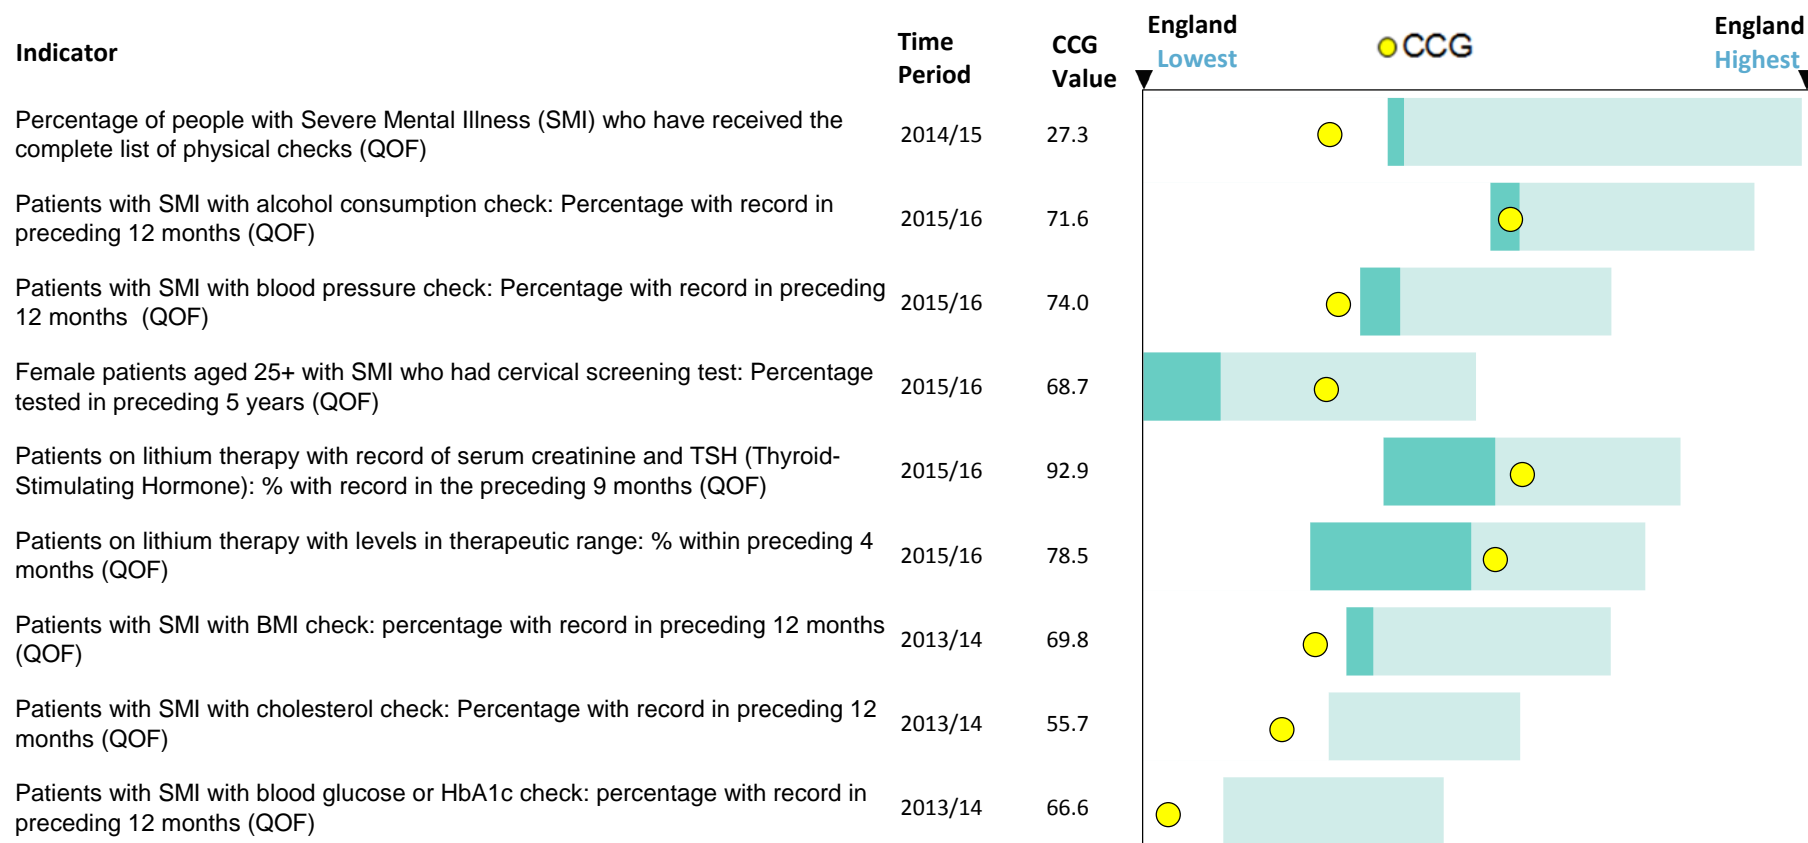 Indicator
Time Period
CCG Value
England Lowest
CCG
England Highest
Percentage of people with Severe Mental Illness (SMI) who have received the
complete list of physical checks (QOF)
2014/15
27.3
Patients with SMI with alcohol consumption check: Percentage with record in
preceding 12 months (QOF)
2015/16
71.6
Patients with SMI with blood pressure check: Percentage with record in preceding
12 months  (QOF)
2015/16
74.0
Female patients aged 25+ with SMI who had cervical screening test: Percentage
tested in preceding 5 years (QOF)
2015/16
68.7
Patients on lithium therapy with record of serum creatinine and TSH (Thyroid-
Stimulating Hormone): % with record in the preceding 9 months (QOF)
2015/16
92.9
Patients on lithium therapy with levels in therapeutic range: % within preceding 4
months (QOF)
2015/16
78.5
Patients with SMI with BMI check: percentage with record in preceding 12 months
(QOF)
2013/14
69.8
Patients with SMI with cholesterol check: Percentage with record in preceding 12
months (QOF)
2013/14
55.7
Patients with SMI with blood glucose or HbA1c check: percentage with record in
preceding 12 months (QOF)
2013/14
66.6